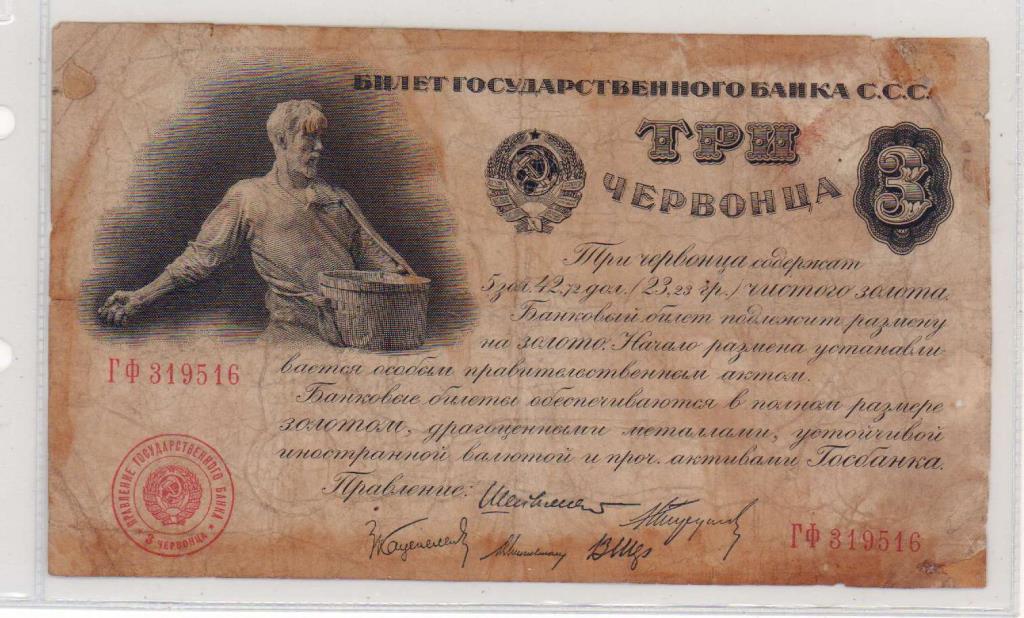 БИЛЕТ ГОСУДАРСТВЕННОГО БАНКА С.С.С.
ТРИ
ЧЕРВОНЦА
3
Три червонца содержат
5 зол. 42,72 дол. /23,23 гр./ чистого золота.
Банковый билет подлежит размену
на золото. Начало размена устанавли-
вается особым правительственным актом.
Банковые билеты обеспечиваются в полном размере
золотом, драгоценными металлами, устойчивой
иностранной валютой и проч. активами Госбанка.
Правление:
ГФ 319516
ПРАВЛЕНИЕ ГОСУДАРСТВЕННОГО БАНКА
3 ЧЕРВОНЦА
ГФ 319516